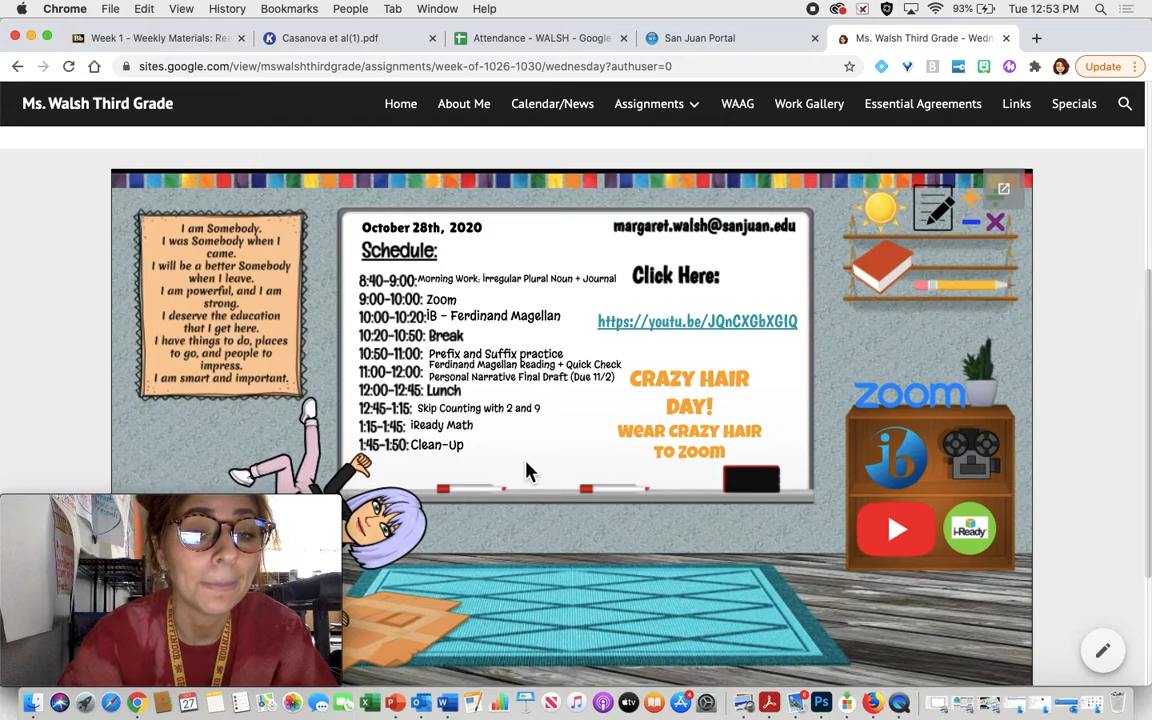 Chrome File Edit View History Bookmarks People Tab Window Help 93% Tue 12:53 PM
Week 1 - Weekly Materials: Rea Casanova et al(1).pdf Attendance - WALSH - Google San Juan Portal Ms. Walsh Third Grade - Wedn
sites.google.com/view/mswalshthirdgrade/assignments/week-of-1026-1030/wednesday?authuser=0 Update
Ms. Walsh Third Grade Home About Me Calendar/News Assignments WAAG Work Gallery Essential Agreements Links Specials
I am Somebody.
I was Somebody when I
came.
I will be a better Somebody
when I leave.
I am powerful, and I am
strong.
I deserve the education
that I get here.
I have things to do, places
to go, and people to
impress.
I am smart and important.
October 28th, 2020
margaret.walsh@sanjuan.edu
Schedule:
8:40-9:00: Morning Work: Irregular Plural Noun + Journal
9:00-10:00: Zoom
10:00-10:20: iB - Ferdinand Magellan
10:20-10:50: Break
10:50-11:00: Prefix and Suffix practice
Ferdinand Magellan Reading + Quick Check
11:00-12:00: Personal Narrative Final Draft (Due 11/2)
12:00-12:45: Lunch
12:45-1:15: Skip Counting with 2 and 9
1:15-1:45: iReady Math
1:45-1:50: Clean-Up
Click Here:
https://youtu.be/JQnCXGbXGIQ
CRAZY HAIR
DAY!
WEAR CRAZY HAIR
TO ZOOM
zoom
ib
i-Ready